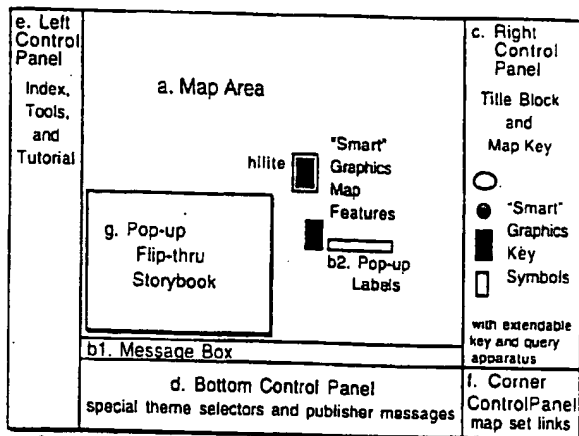 e. Left
Control
Panel
Index,
Tools,
and
Tutorial
a. Map Area
hilite
"Smart"
Graphics
Map
Features
g. Pop-up
Flip-thru
Storybook
b2. Pop-up
Labels
b1. Message Box
d. Bottom Control Panel
special theme selectors and publisher messages
c. Right
Control
Panel
Title Block
and
Map Key
"Smart"
Graphics
Key
Symbols
with extendable
key and query
apparatus
f. Corner
ControlPanel
map set links